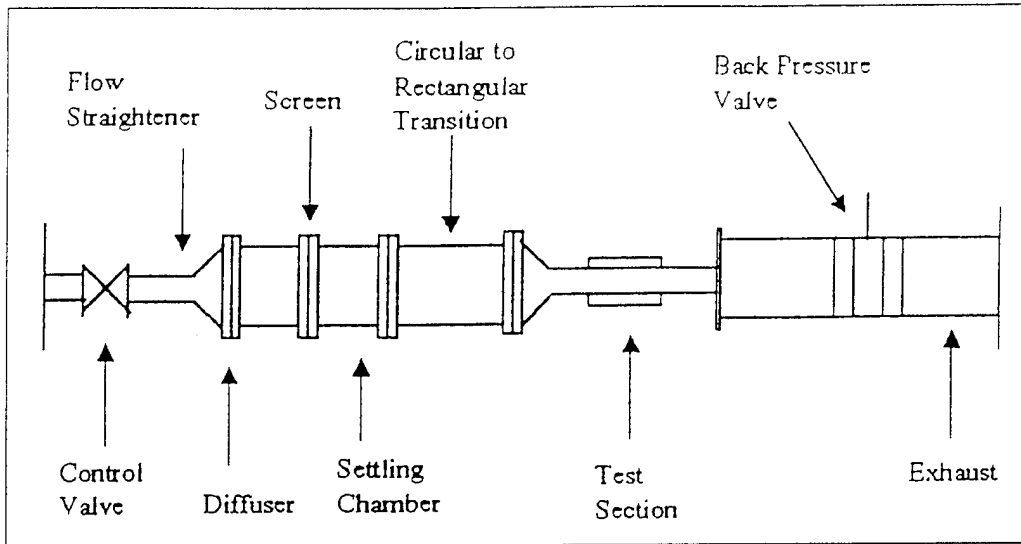 Flow
Straightener
Screen
Circular to
Rectangular
Transition
Back Pressure
Valve
Control
Valve
Diffuser
Settling
Chamber
Test
Section
Exhaust